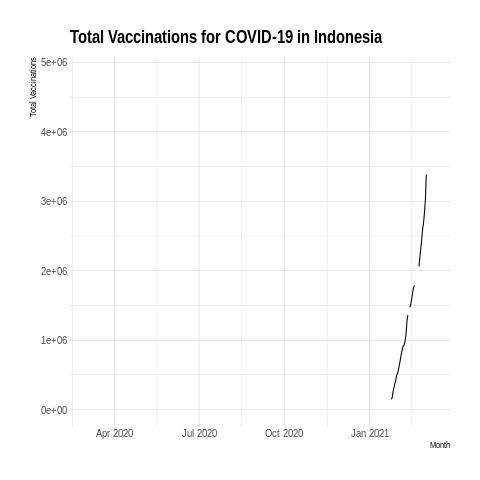 Total Vaccinations for COVID-19 in Indonesia
Total Vaccinations
5e+06
4e+06
3e+06
2e+06
1e+06
0e+00
Apr 2020 Jul 2020 Oct 2020 Jan 2021
Month